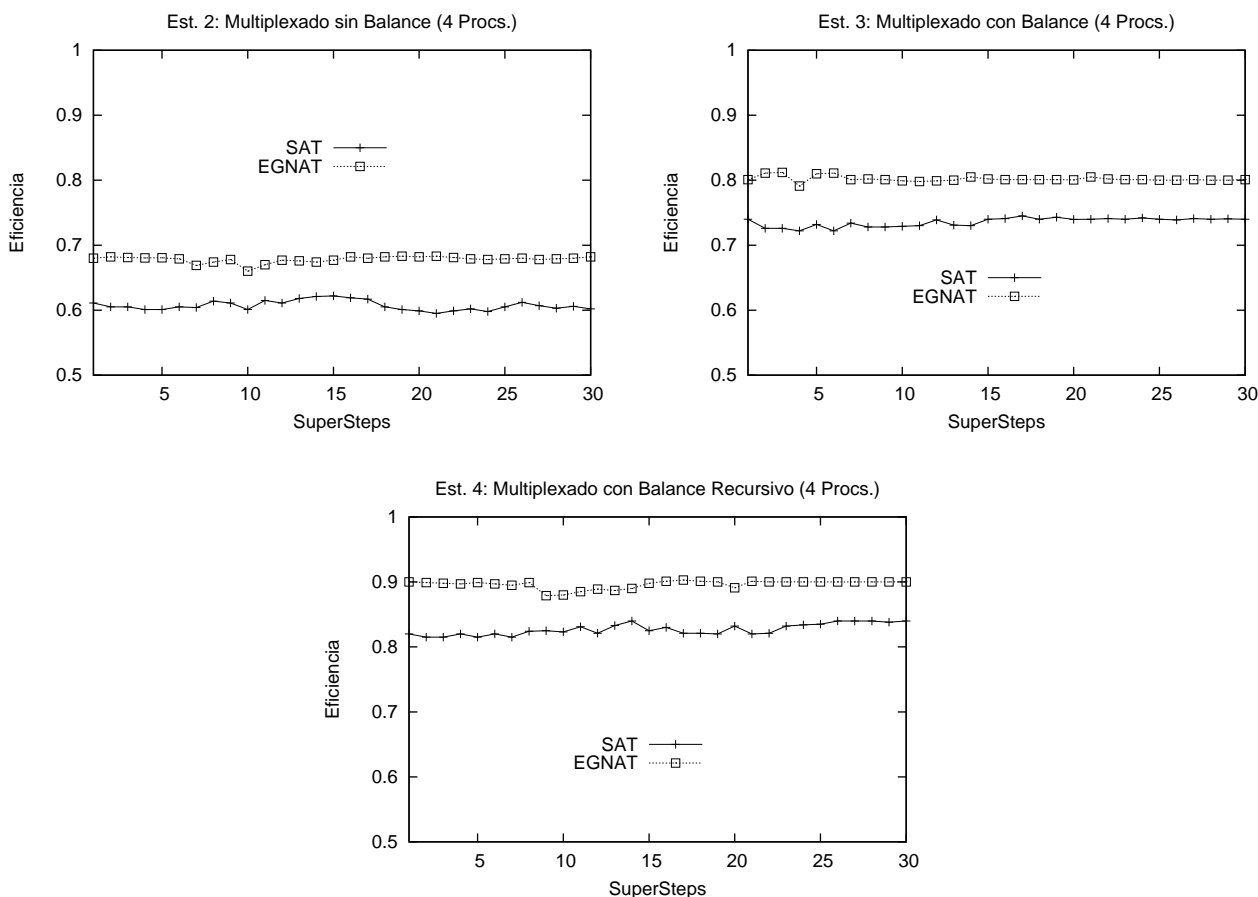 Est. 2: Multiplexado sin Balance (4 Procs.)
1
0.9
0.8
0.7
0.6
0.5
Eficiencia
SAT
EGNAT
5 10 15 20 25 30
SuperSteps
Est. 3: Multiplexado con Balance (4 Procs.)
1
0.9
0.8
0.7
0.6
0.5
Eficiencia
SAT
EGNAT
5 10 15 20 25 30
SuperSteps
Est. 4: Multiplexado con Balance Recursivo (4 Procs.)
1
0.9
0.8
0.7
0.6
0.5
Eficiencia
SAT
EGNAT
5 10 15 20 25 30
SuperSteps